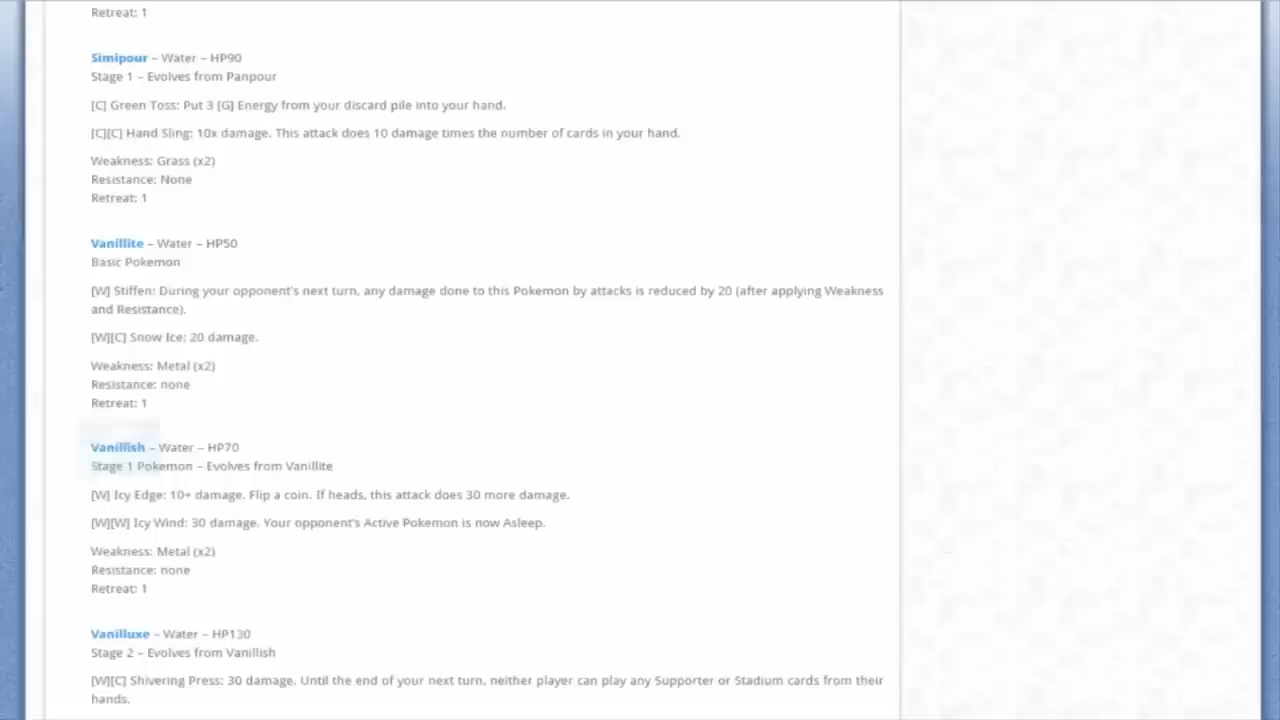 Retreat: 1
Simipour – Water – HP90
Stage 1 – Evolves from Panpour
[C] Green Toss: Put 3 [G] Energy from your discard pile into your hand.
[C][C] Hand Sling: 10x damage. This attack does 10 damage times the number of cards in your hand.
Weakness: Grass (x2)
Resistance: None
Retreat: 1
Vanillite – Water – HP50
Basic Pokemon
[W] Stiffen: During your opponent's next turn, any damage done to this Pokemon by attacks is reduced by 20 (after applying Weakness
and Resistance).
[W][C] Snow Ice: 20 damage.
Weakness: Metal (x2)
Resistance: none
Retreat: 1
Vanillish – Water – HP70
Stage 1 Pokemon – Evolves from Vanillite
[W] Icy Edge: 10+ damage. Flip a coin. If heads, this attack does 30 more damage.
[W][W] Icy Wind: 30 damage. Your opponent's Active Pokemon is now Asleep.
Weakness: Metal (x2)
Resistance: none
Retreat: 1
Vanilluxe – Water – HP130
Stage 2 – Evolves from Vanillish
[W][C] Shivering Press: 30 damage. Until the end of your next turn, neither player can play any Supporter or Stadium cards from their
hands.